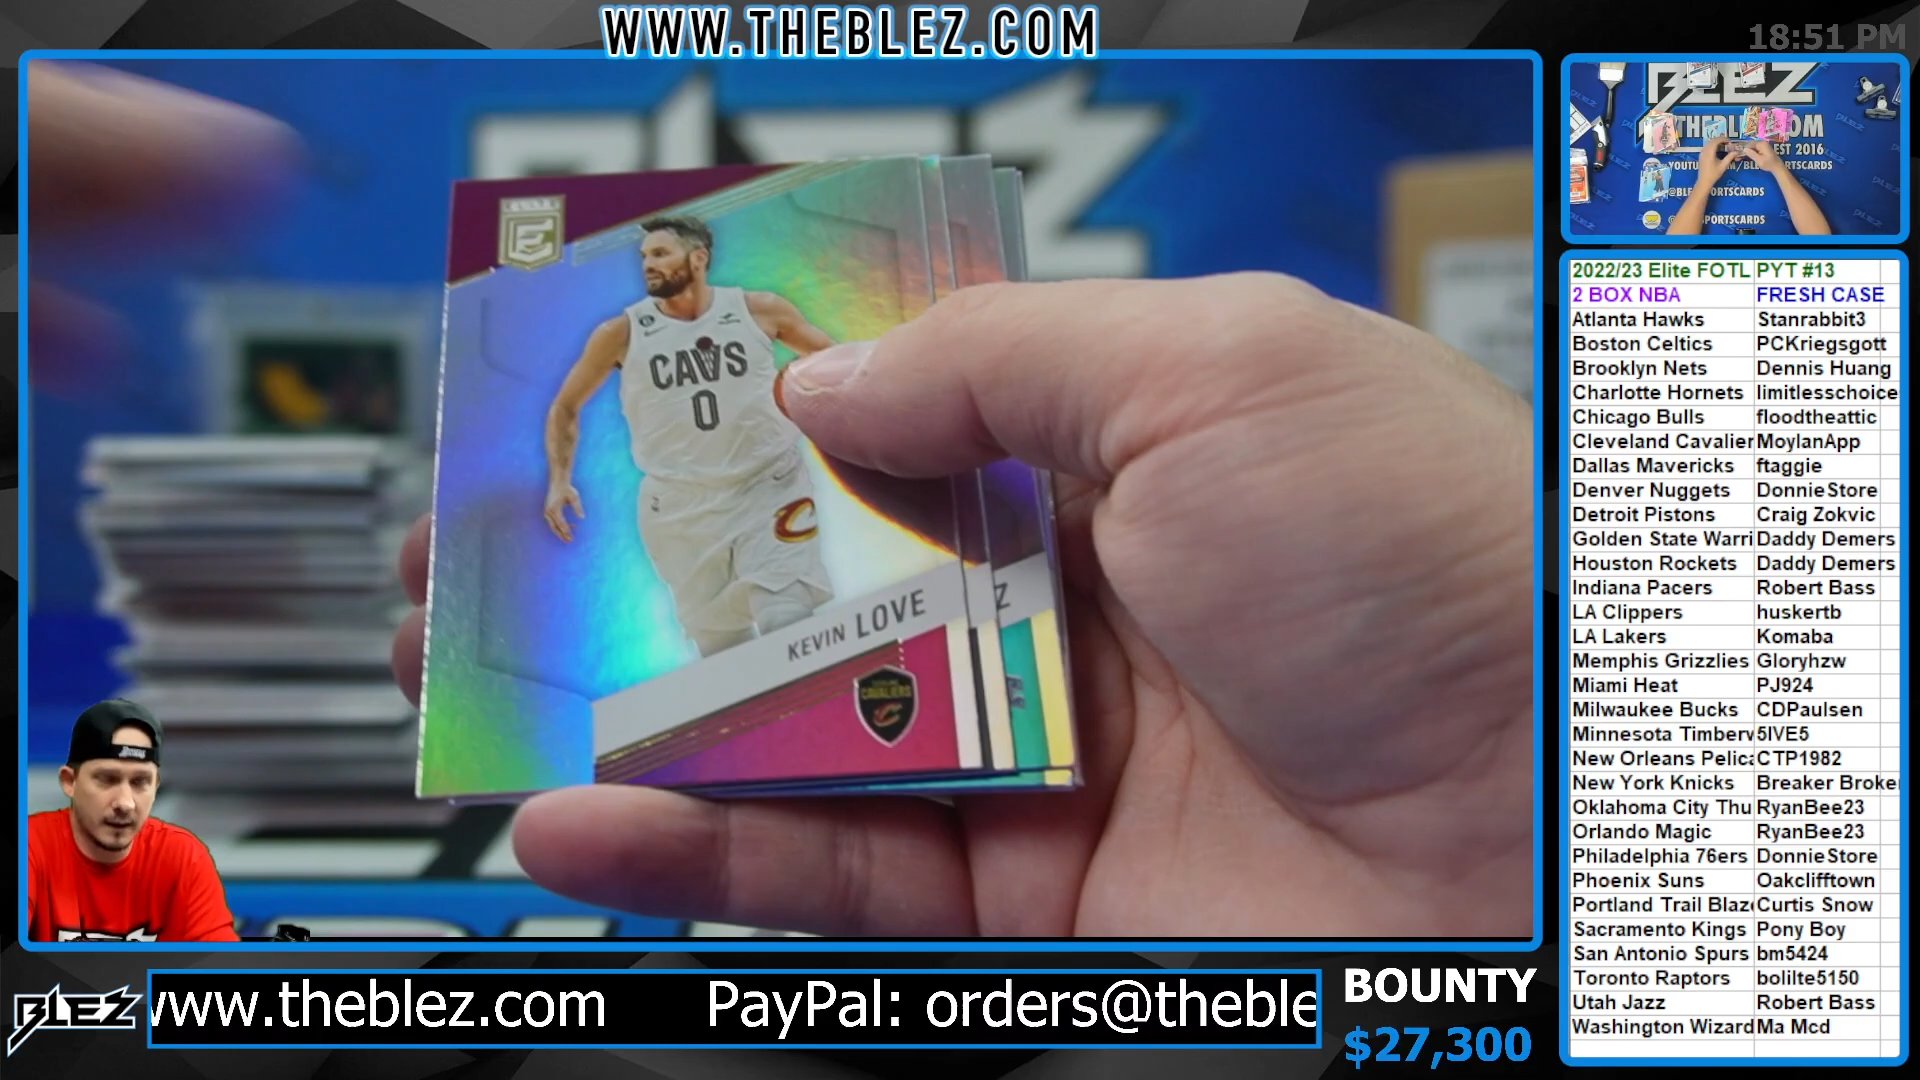 WWW.THEBLEZ.COM
18:51 PM
BLEZ
EST 2016
CAVS
0
KEVIN LOVE
CAVALIERS
Z
2022/23 Elite FOTL PYT #13
2 BOX NBA FRESH CASE
Atlanta Hawks Stanrabbit3
Boston Celtics PCKriegsgott
Brooklyn Nets Dennis Huang
Charlotte Hornets limitlesschoice
Chicago Bulls floodtheattic
Cleveland Cavalier MoylanApp
Dallas Mavericks ftaggie
Denver Nuggets DonnieStore
Detroit Pistons Craig Zokvic
Golden State Warri Daddy Demers
Houston Rockets Daddy Demers
Indiana Pacers Robert Bass
LA Clippers huskertb
LA Lakers Komaba
Memphis Grizzlies Gloryhzw
Miami Heat PJ924
Milwaukee Bucks CDPaulsen
Minnesota Timberv 5IVE5
New Orleans Pelica CTP1982
New York Knicks Breaker Broker
Oklahoma City Thu RyanBee23
Orlando Magic RyanBee23
Philadelphia 76ers DonnieStore
Phoenix Suns Oakclifftown
Portland Trail Blaz Curtis Snow
Sacramento Kings Pony Boy
San Antonio Spurs bm5424
Toronto Raptors bolilte5150
Utah Jazz Robert Bass
Washington Wizard Ma Mcd
BLEZ
www.theblez.com PayPal: orders@theble
BOUNTY
$27,300